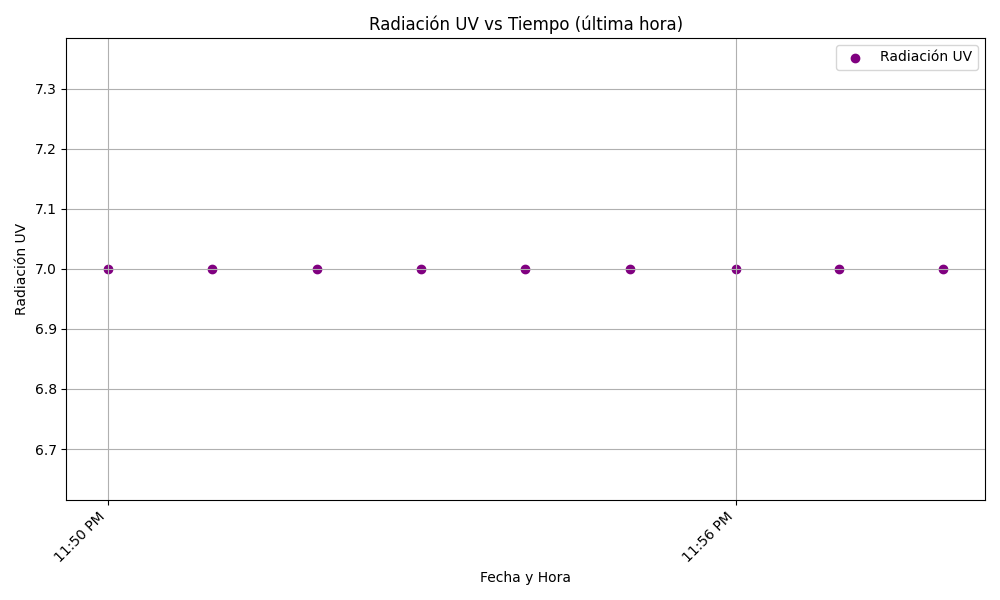 Radiación UV vs Tiempo (última hora)
Radiación UV
7.3
7.2
7.1
7.0
6.9
6.8
6.7
Radiación UV
11:50 PM
11:56 PM
Fecha y Hora